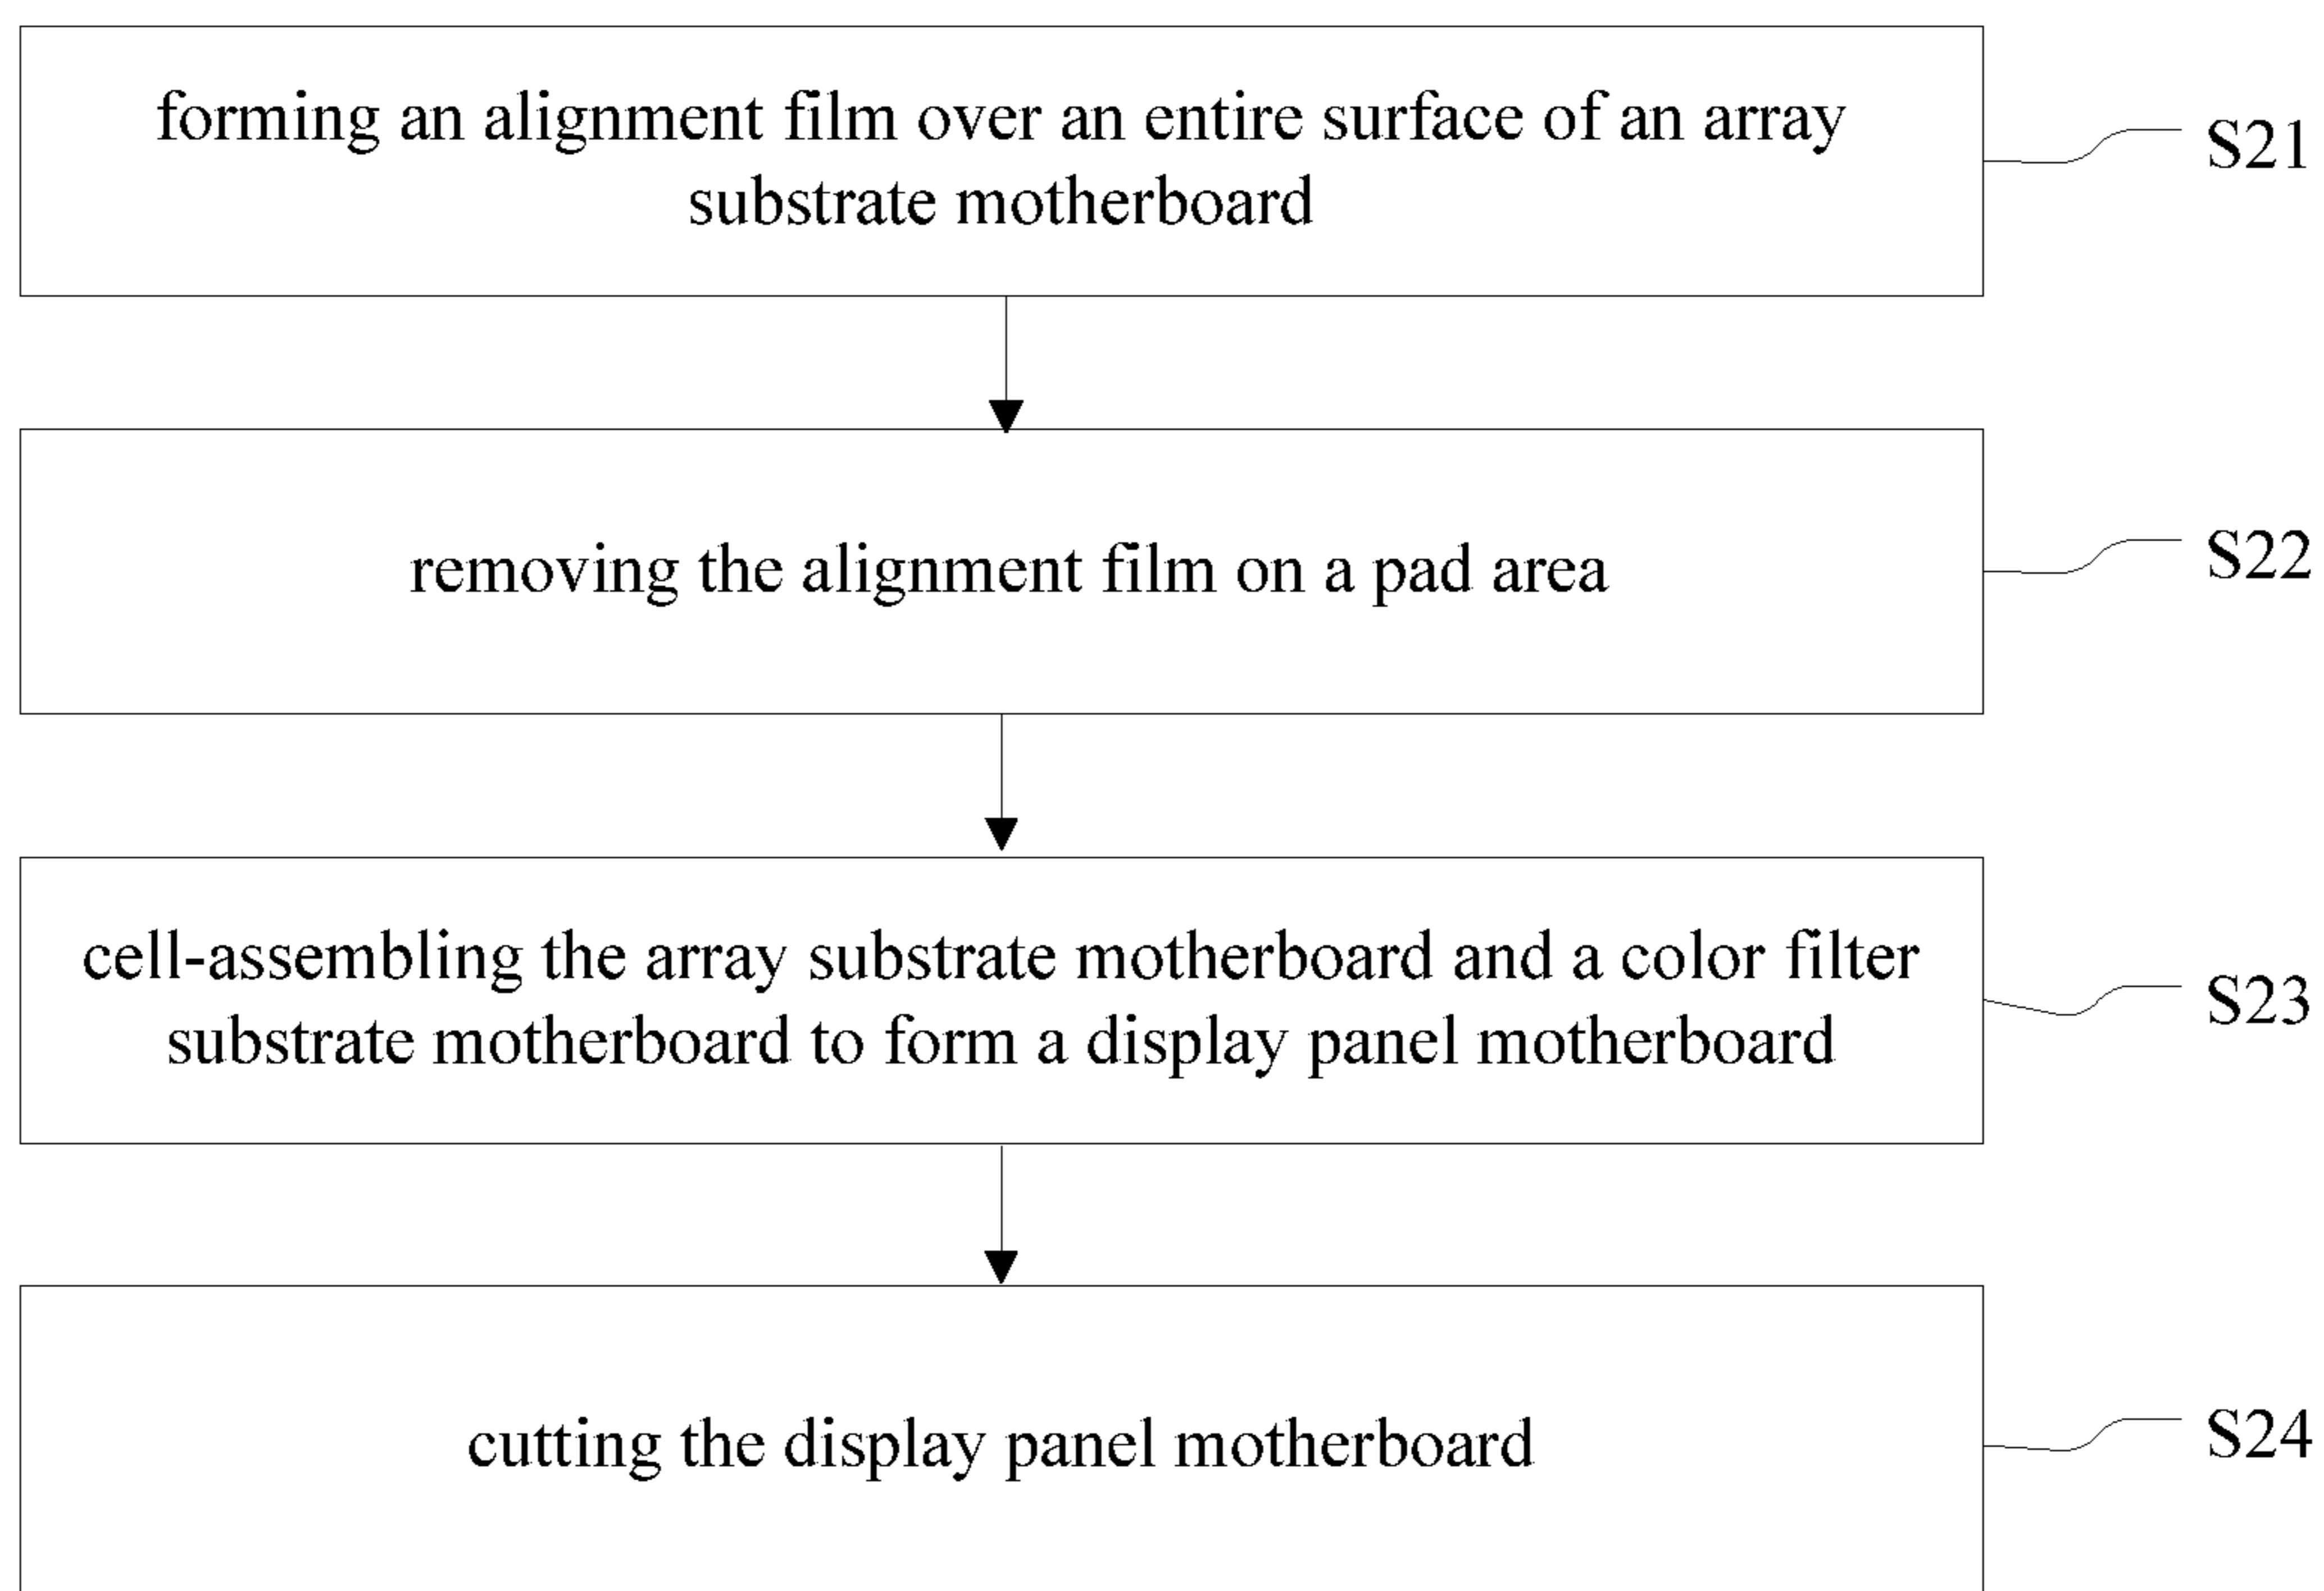 forming an alignment film over an entire surface of an array
substrate motherboard
S21
removing the alignment film on a pad area
S22
cell-assembling the array substrate motherboard and a color filter
substrate motherboard to form a display panel motherboard
S23
cutting the display panel motherboard
S24